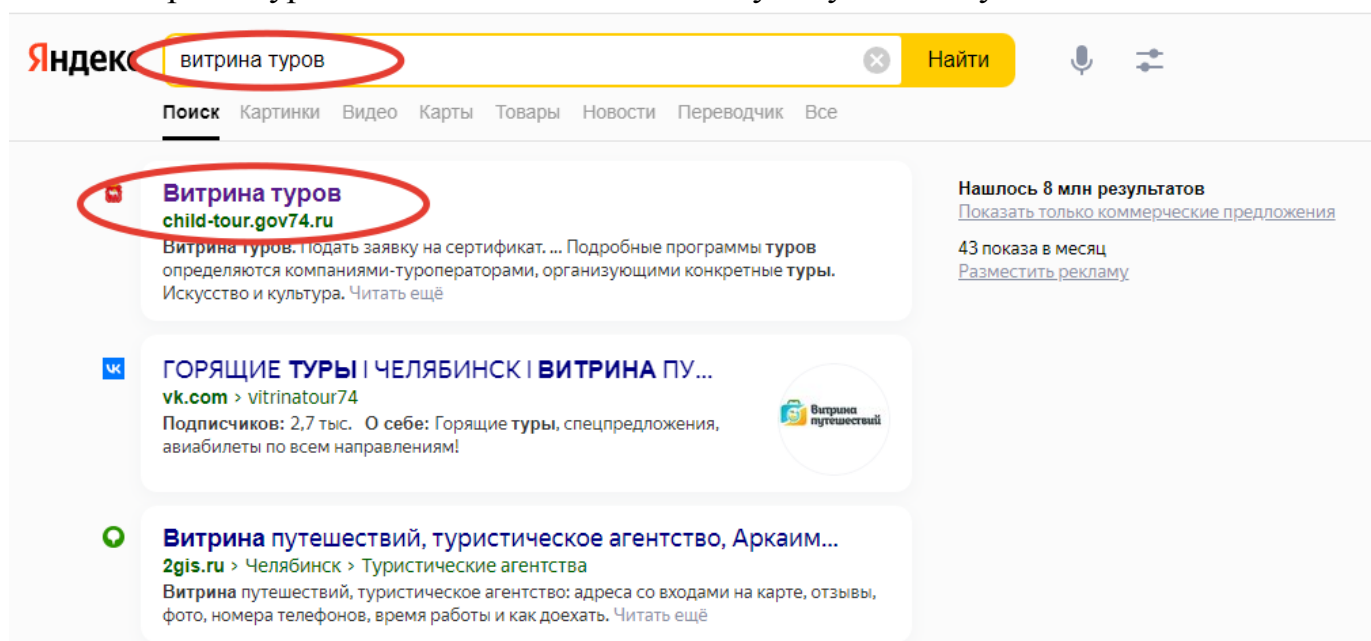 Яндекс
витрина туров
Найти
Поиск Картинки Видео Карты Товары Новости Переводчик Все
Витрина туров
child-tour.gov74.ru
Витрина туров. Подать заявку на сертификат. ... Подробные программы туров
определяются компаниями-туроператорами, организующими конкретные туры.
Искусство и культура. Читать ещё
Нашлось 8 млн результатов
Показать только коммерческие предложения
43 показа в месяц
Разместить рекламу
ГОРЯЩИЕ ТУРЫ | ЧЕЛЯБИНСК | ВИТРИНА ПУ...
vk.com › vitrinatour74
Подписчиков: 2,7 тыс. О себе: Горящие туры, спецпредложения,
авиабилеты по всем направлениям!
Витрина
путешествий
Витрина путешествий, туристическое агентство, Аркаим...
2gis.ru › Челябинск › Туристические агентства
Витрина путешествий, туристическое агентство: адреса со входами на карте, отзывы,
фото, номера телефонов, время работы и как доехать. Читать ещё